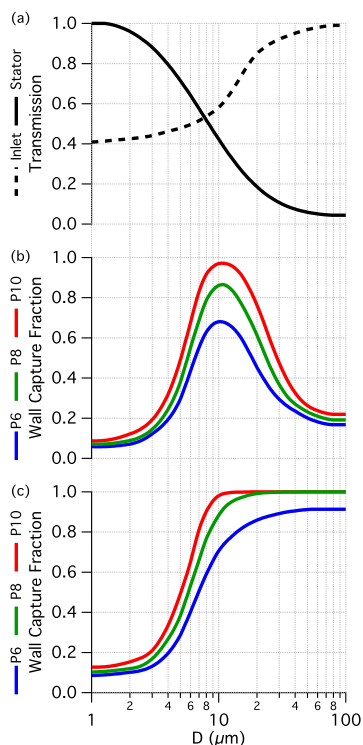 (a)
Stator
Inlet
Transmission
1.0
0.8
0.6
0.4
0.2
0.0
(b)
P10
P8
P6
Wall Capture Fraction
1.0
0.8
0.6
0.4
0.2
0.0
(c)
P10
P8
P6
Wall Capture Fraction
1.0
0.8
0.6
0.4
0.2
0.0
1 2 4 6 8 10 2 4 6 8 100
D (µm)